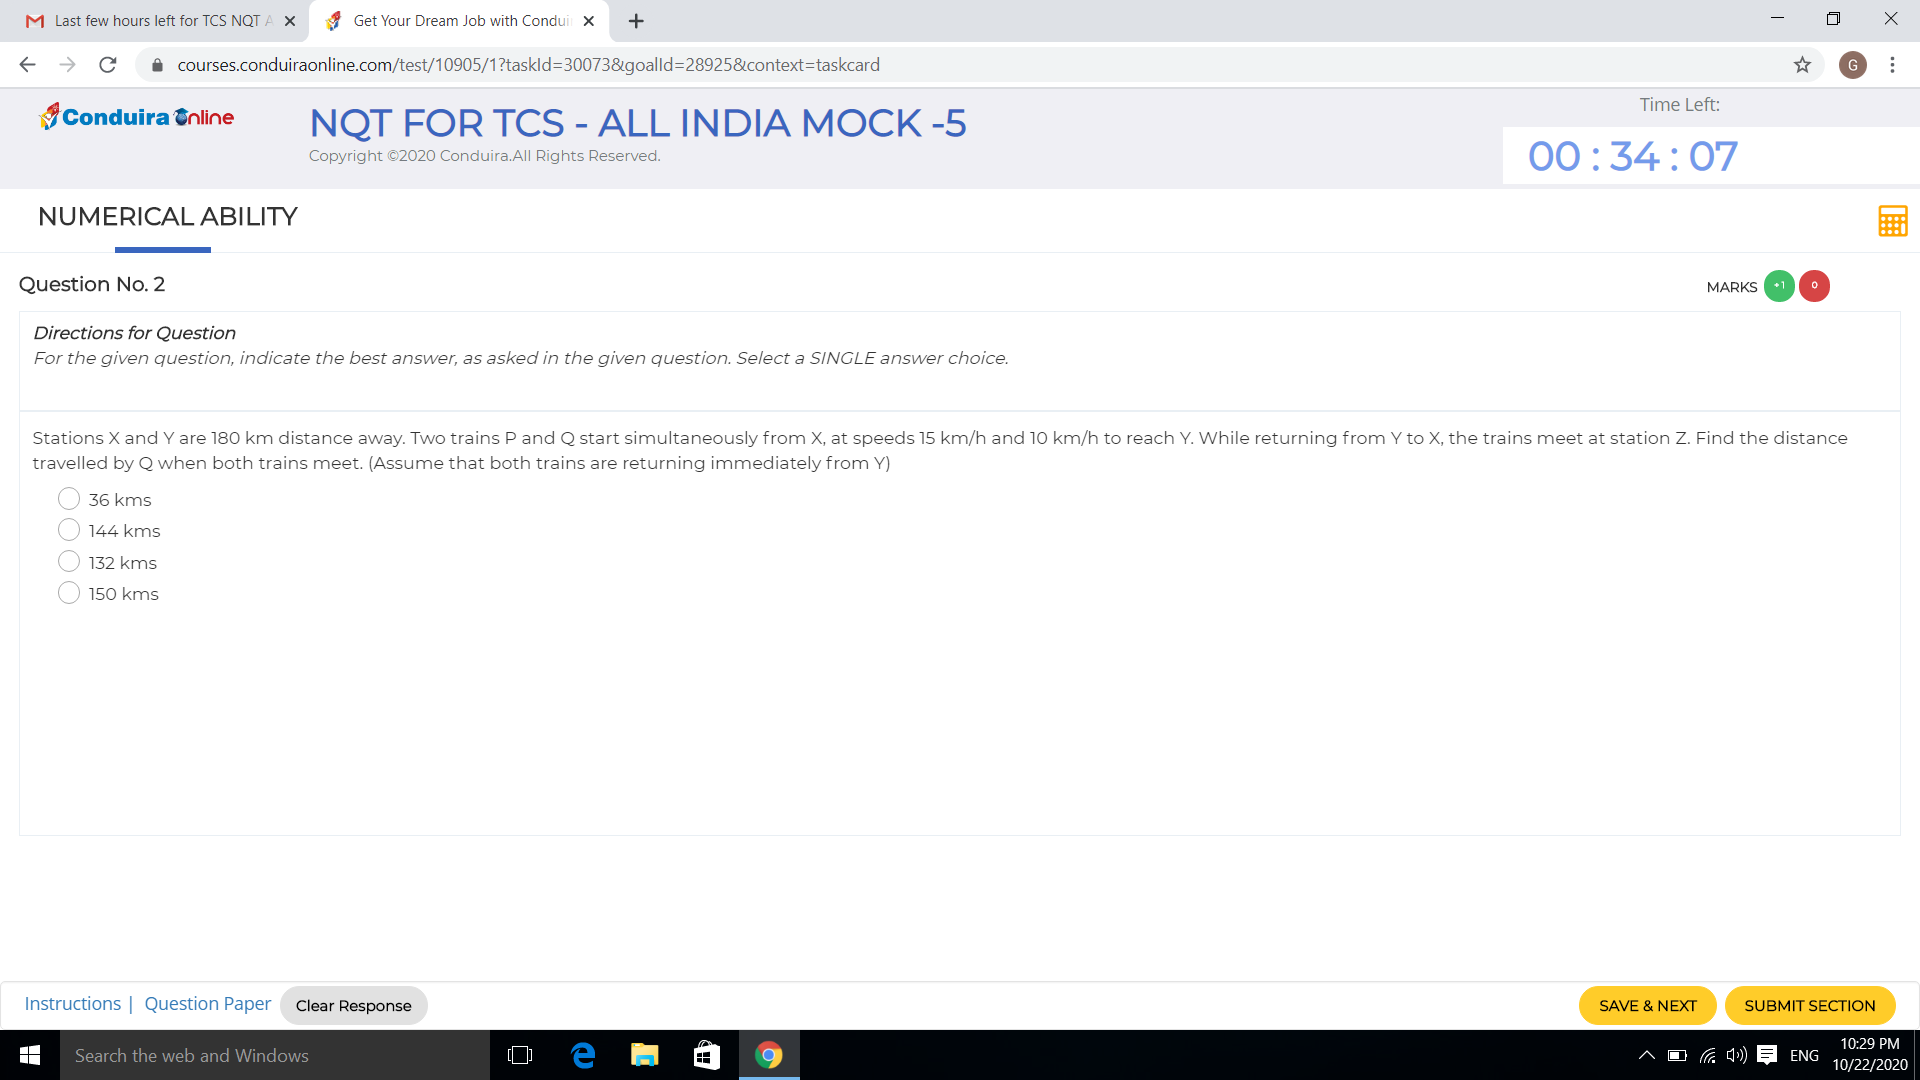 Last few hours left for TCS NQT A
Get Your Dream Job with Condui
courses.conduiraonline.com/test/10905/1?taskId=30073&goalId=28925&context=taskcard
G
Conduira Online
NQT FOR TCS - ALL INDIA MOCK -5
Copyright ©2020 Conduira.All Rights Reserved.
Time Left:
00 : 34 : 07
NUMERICAL ABILITY
Question No. 2
MARKS +1 0
Directions for Question
For the given question, indicate the best answer, as asked in the given question. Select a SINGLE answer choice.
Stations X and Y are 180 km distance away. Two trains P and Q start simultaneously from X, at speeds 15 km/h and 10 km/h to reach Y. While returning from Y to X, the trains meet at station Z. Find the distance
travelled by Q when both trains meet. (Assume that both trains are returning immediately from Y)
36 kms
144 kms
132 kms
150 kms
Instructions | Question Paper Clear Response
SAVE & NEXT SUBMIT SECTION
Search the web and Windows
ENG
10:29 PM
10/22/2020